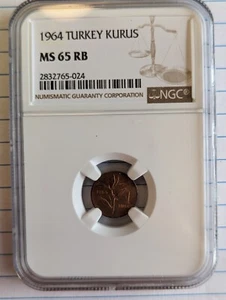 1964 TURKEY KURUS
MS 65 RB
2832765-024
NUMISMATIC GUARANTY CORPORATION
NGC®